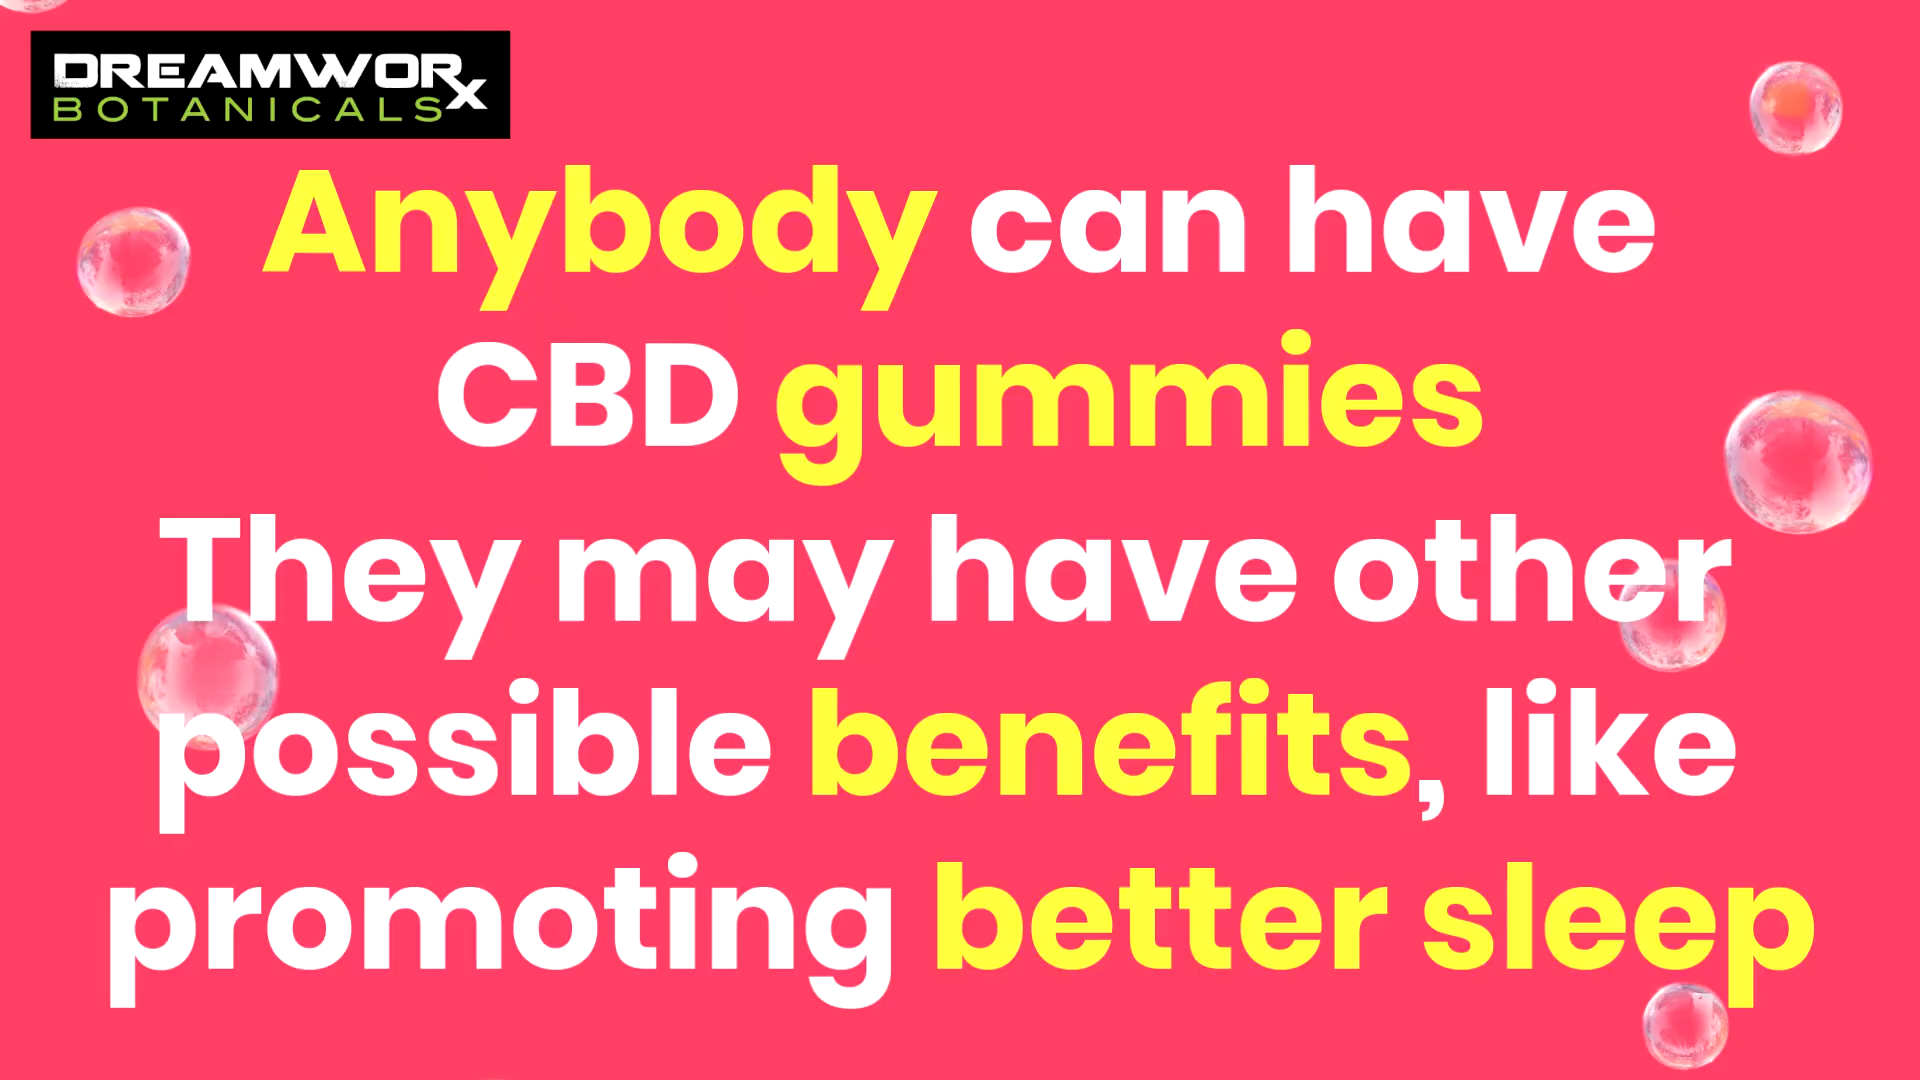 DREAMWORx
BOTANICALS
Anybody can have
CBD gummies
They may have other
possible benefits, like
promoting better sleep